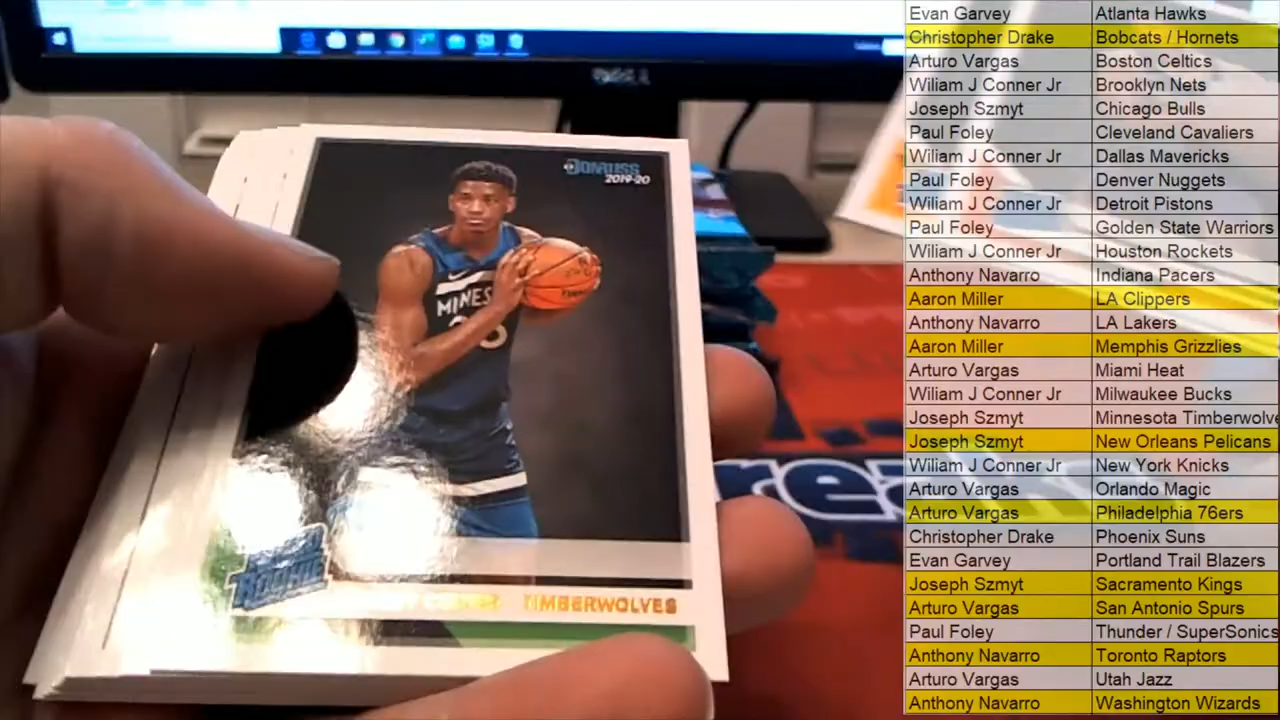 DELL
DONRUSS
2019-20
MINES
RATED
ROOKIE
TIMBERWOLVES
Evan Garvey Atlanta Hawks
Christopher Drake Bobcats / Hornets
Arturo Vargas Boston Celtics
Wiliam J Conner Jr Brooklyn Nets
Joseph Szmyt Chicago Bulls
Paul Foley Cleveland Cavaliers
Wiliam J Conner Jr Dallas Mavericks
Paul Foley Denver Nuggets
Wiliam J Conner Jr Detroit Pistons
Paul Foley Golden State Warriors
Wiliam J Conner Jr Houston Rockets
Anthony Navarro Indiana Pacers
Aaron Miller LA Clippers
Anthony Navarro LA Lakers
Aaron Miller Memphis Grizzlies
Arturo Vargas Miami Heat
Wiliam J Conner Jr Milwaukee Bucks
Joseph Szmyt Minnesota Timberwolve
Joseph Szmyt New Orleans Pelicans
Wiliam J Conner Jr New York Knicks
Arturo Vargas Orlando Magic
Arturo Vargas Philadelphia 76ers
Christopher Drake Phoenix Suns
Evan Garvey Portland Trail Blazers
Joseph Szmyt Sacramento Kings
Arturo Vargas San Antonio Spurs
Paul Foley Thunder / SuperSonics
Anthony Navarro Toronto Raptors
Arturo Vargas Utah Jazz
Anthony Navarro Washington Wizards